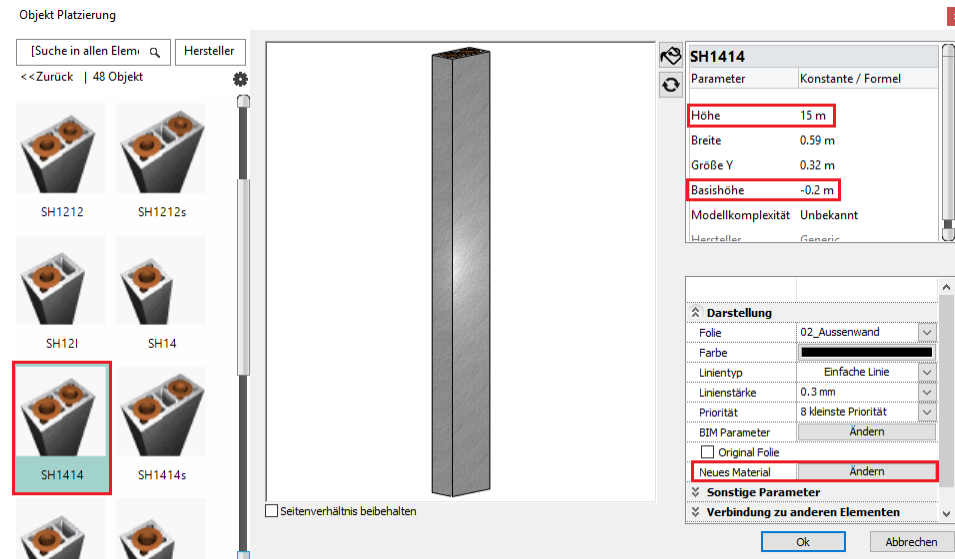 Objekt Platzierung
[Suche in allen Eleme
Hersteller
<<Zurück | 48 Objekt
SH1212
SH1212s
SH12l
SH14
SH1414
SH1414s
Seitenverhältnis beibehalten
SH1414
Parameter Konstante / Formel
Höhe 15 m
Breite 0.59 m
Größe Y 0.32 m
Basishöhe -0.2 m
Modellkomplexität Unbekannt
Hersteller Generic
Darstellung
Folie 02_Aussenwand
Farbe
Linientyp Einfache Linie
Linienstärke 0.3 mm
Priorität 8 kleinste Priorität
BIM Parameter Ändern
Original Folie
Neues Material Ändern
Sonstige Parameter
Verbindung zu anderen Elementen
Ok Abbrechen